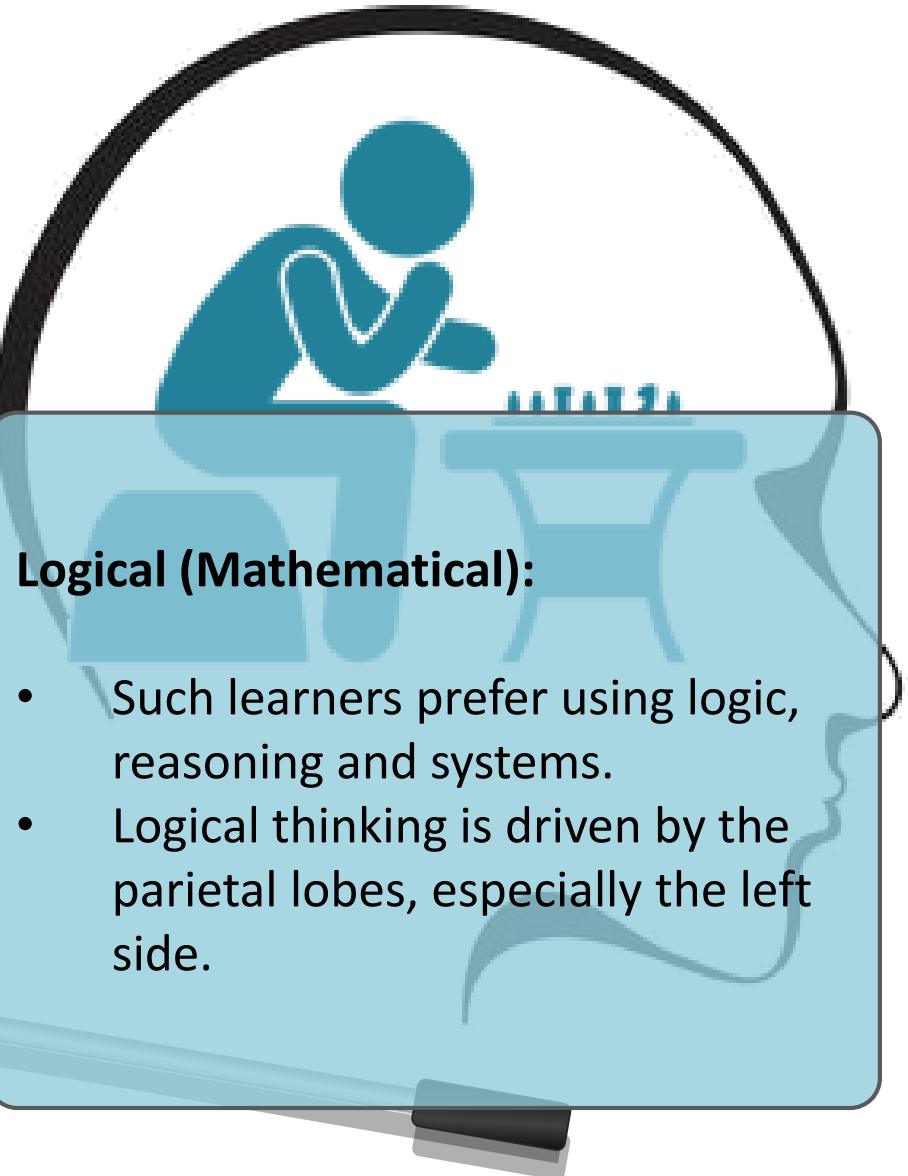 Logical (Mathematical):
• Such learners prefer using logic,
reasoning and systems.
• Logical thinking is driven by the
parietal lobes, especially the left
side.